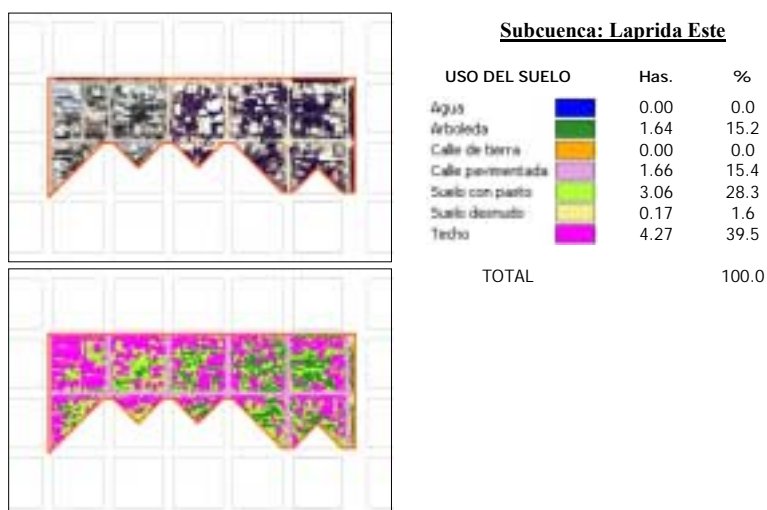 Subcuenca: Laprida Este
USO DEL SUELO Has. %
Agua 0.00 0.0
Arboleda 1.64 15.2
Calle de tierra 0.00 0.0
Calle pavimentada 1.66 15.4
Suelo con pasto 3.06 28.3
Suelo desnudo 0.17 1.6
Techo 4.27 39.5
TOTAL 100.0